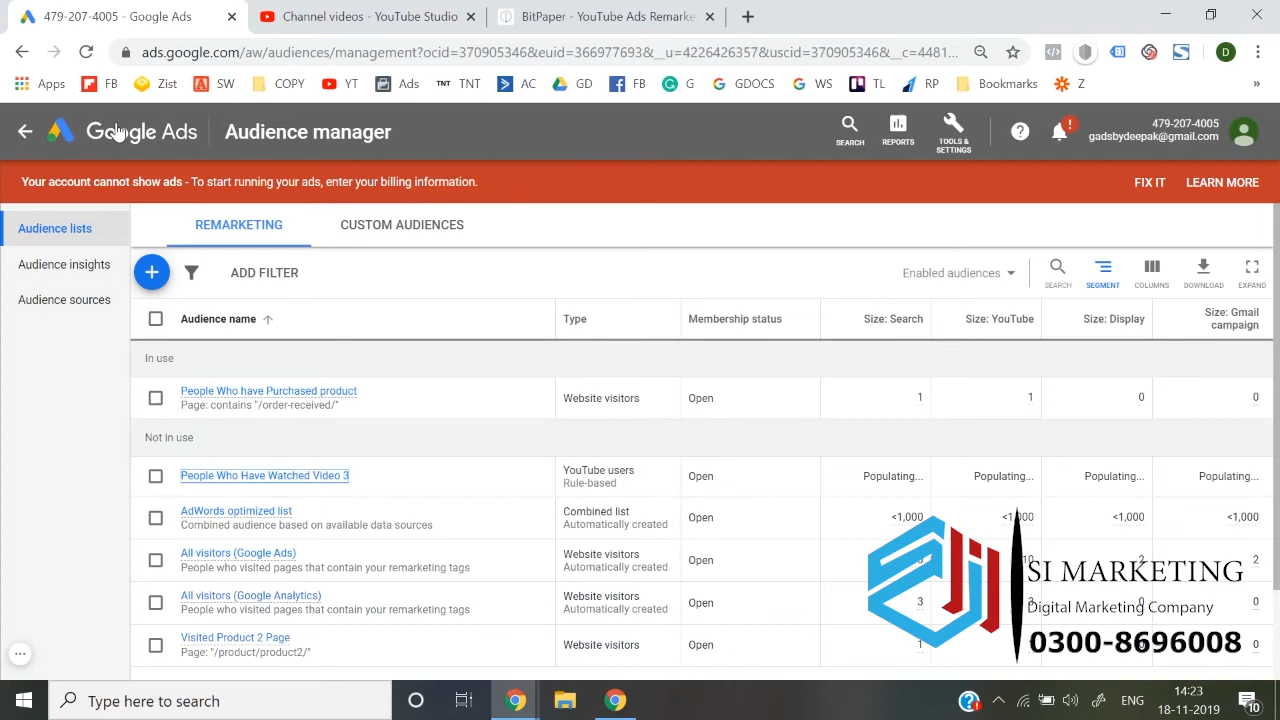 479-207-4005 - Google Ads
Channel videos - YouTube Studio
BitPaper - YouTube Ads Remarke
ads.google.com/aw/audiences/management?ocid=370905346&euid=366977693&__u=4226426357&uscid=370905346&__c=4481...
D
Apps FB Zist SW COPY YT Ads TNT TNT AC GD FB G GDOCS WS TL RP Bookmarks Z »
Google Ads
Audience manager
SEARCH
REPORTS
TOOLS &
SETTINGS
479-207-4005
gadsbydeepak@gmail.com
Your account cannot show ads - To start running your ads, enter your billing information.
FIX IT LEARN MORE
Audience lists
Audience insights
Audience sources
REMARKETING CUSTOM AUDIENCES
ADD FILTER
Enabled audiences
SEARCH SEGMENT COLUMNS DOWNLOAD EXPAND
Audience name Type Membership status Size: Search Size: YouTube Size: Display Size: Gmail
campaign
In use
People Who have Purchased product
Page: contains "/order-received/"
Website visitors Open 1 1 0 0
Not in use
People Who Have Watched Video 3
YouTube users
Rule-based
Open Populating... Populating... Populating... Populating...
AdWords optimized list
Combined audience based on available data sources
Combined list
Automatically created
Open <1,000 <1,000 <1,000 <1,000
All visitors (Google Ads)
People who visited pages that contain your remarketing tags
Website visitors
Automatically created
Open 2 2
All visitors (Google Analytics)
People who visited pages that contain your remarketing tags
Website visitors
Automatically created
Open 3 0
Visited Product 2 Page
Page: "/product/product2/"
Website visitors Open 1 0
SI MARKETING
Digital Marketing Company
0300-8696008
Type here to search
ENG
14:23
18-11-2019
10